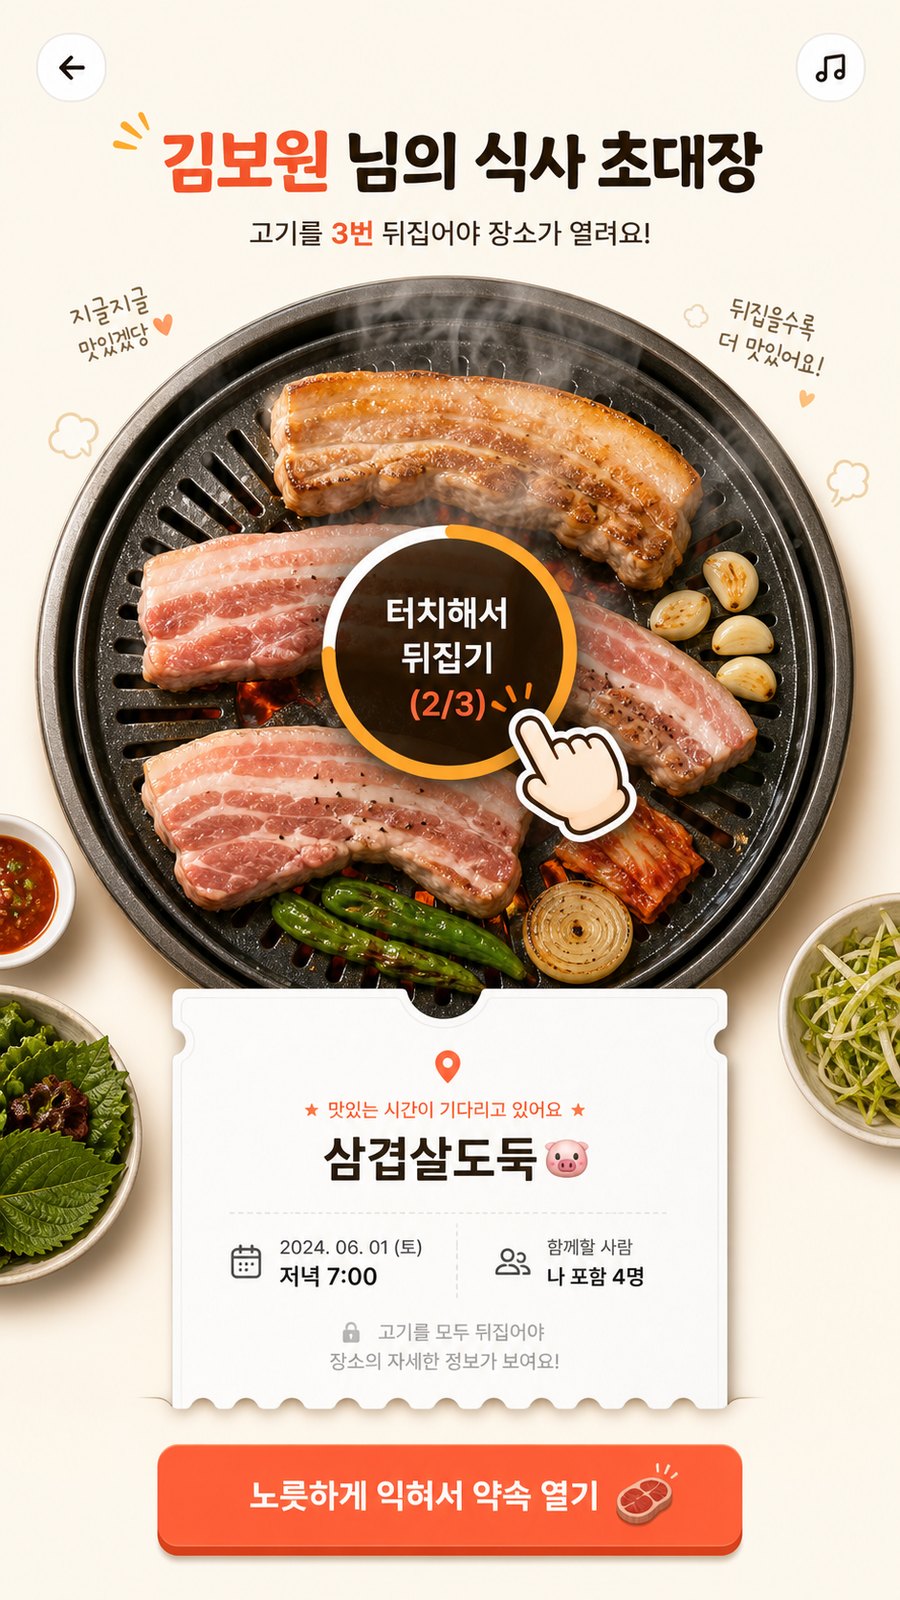 김보원 님의 식사 초대장
고기를 3번 뒤집어야 장소가 열려요!
지글지글
맛있겠당
뒤집을수록
더 맛있어요!
터치해서
뒤집기
(2/3)
맛있는 시간이 기다리고 있어요
삼겹살도둑
2024. 06. 01 (토)
저녁 7:00
함께할 사람
나 포함 4명
고기를 모두 뒤집어야
장소의 자세한 정보가 보여요!
노릇하게 익혀서 약속 열기